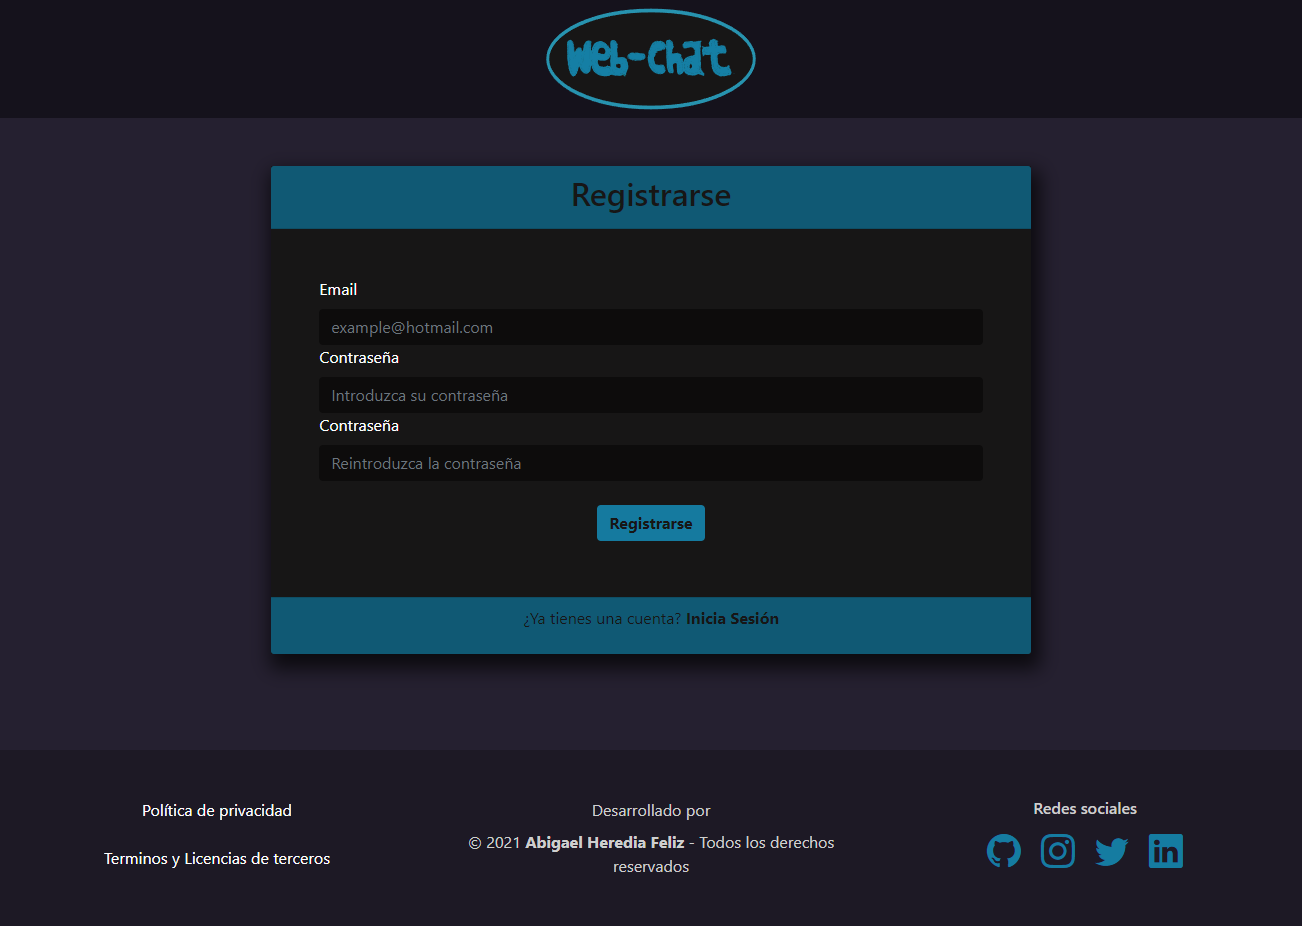 Web-Chat
Registrarse
Email
example@hotmail.com
Contraseña
Introduzca su contraseña
Contraseña
Reintroduzca la contraseña
Registrarse
¿Ya tienes una cuenta? Inicia Sesión
Política de privacidad
Terminos y Licencias de terceros
Desarrollado por
© 2021 Abigael Heredia Feliz - Todos los derechos
reservados
Redes sociales
in